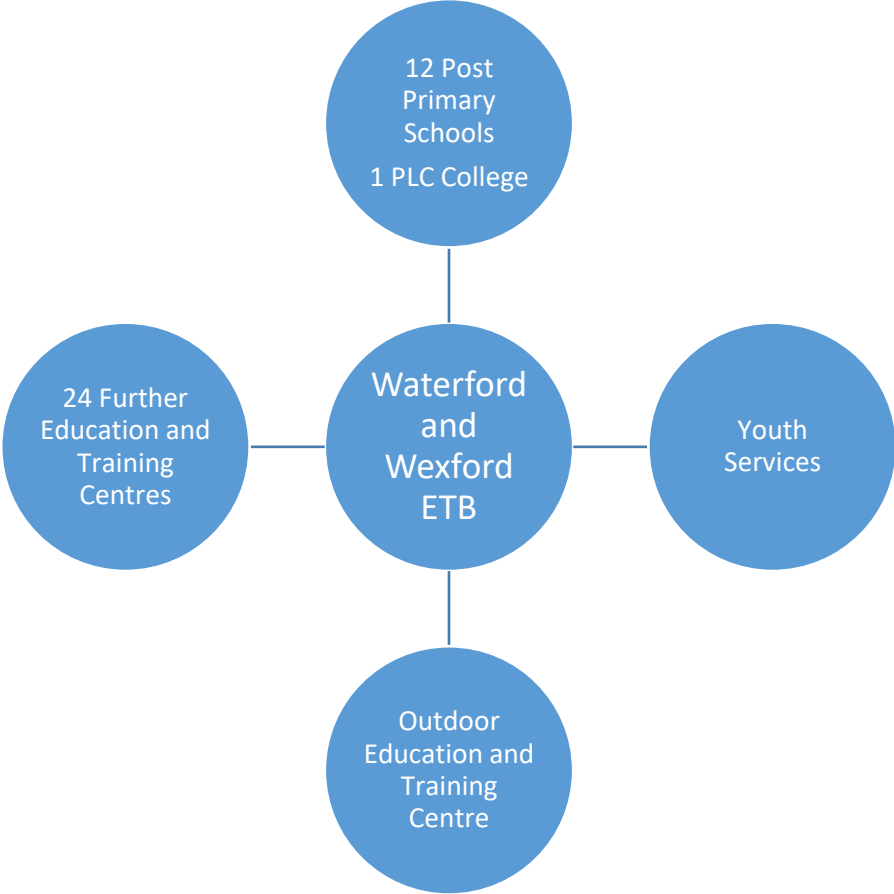 12 Post
Primary
Schools
1 PLC College
24 Further
Education and
Training
Centres
Waterford
and
Wexford
ETB
Youth
Services
Outdoor
Education and
Training
Centre